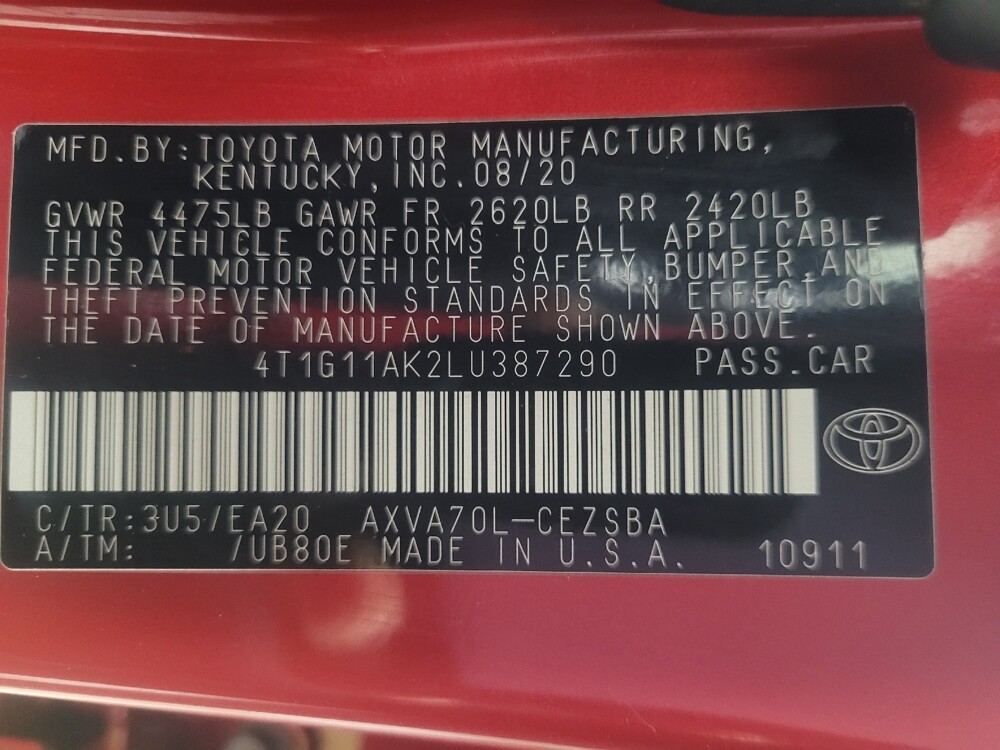 MFD.BY:TOYOTA MOTOR MANUFACTURING,
KENTUCKY,INC.08/20
GVWR 4475LB GAWR FR 2620LB RR 2420LB
THIS VEHICLE CONFORMS TO ALL APPLICABLE
FEDERAL MOTOR VEHICLE SAFETY,BUMPER,AND
THEFT PREVENTION STANDARDS IN EFFECT ON
THE DATE OF MANUFACTURE SHOWN ABOVE.
4T1G11AK2LU387290 PASS.CAR
C/TR:3U5/EA20 AXVA70L-CEZSBA
A/TM: /UB80E MADE IN U.S.A. 10911